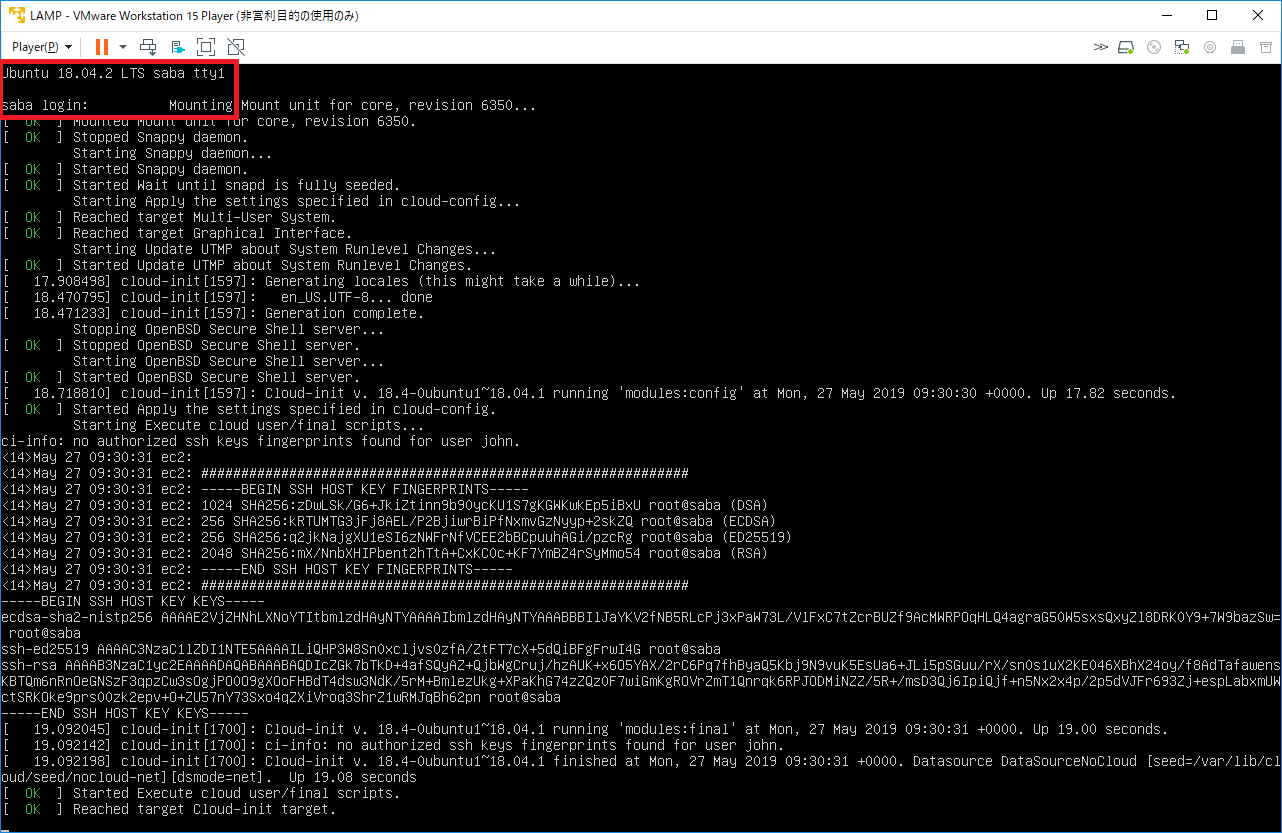 LAMP - VMware Workstation 15 Player (非営利目的の使用のみ)
Player(P)
Ubuntu 18.04.2 LTS saba tty1
saba login:          Mounting Mount unit for core, revision 6350...
[  OK  ] Mounted Mount unit for core, revision 6350.
[  OK  ] Stopped Snappy daemon.
         Starting Snappy daemon...
[  OK  ] Started Snappy daemon.
[  OK  ] Started Wait until snapd is fully seeded.
         Starting Apply the settings specified in cloud-config...
[  OK  ] Reached target Multi-User System.
[  OK  ] Reached target Graphical Interface.
         Starting Update UTMP about System Runlevel Changes...
[  OK  ] Started Update UTMP about System Runlevel Changes.
[   17.908498] cloud-init[1597]: Generating locales (this might take a while)...
[   18.470795] cloud-init[1597]:   en_US.UTF-8... done
[   18.471233] cloud-init[1597]: Generation complete.
         Stopping OpenBSD Secure Shell server...
[  OK  ] Stopped OpenBSD Secure Shell server.
         Starting OpenBSD Secure Shell server...
[  OK  ] Started OpenBSD Secure Shell server.
[   18.718810] cloud-init[1597]: Cloud-init v. 18.4-0ubuntu1~18.04.1 running 'modules:config' at Mon, 27 May 2019 09:30:30 +0000. Up 17.82 seconds.
[  OK  ] Started Apply the settings specified in cloud-config.
         Starting Execute cloud user/final scripts...
ci-info: no authorized ssh keys fingerprints found for user john.
<14>May 27 09:30:31 ec2:
<14>May 27 09:30:31 ec2: #############################################################
<14>May 27 09:30:31 ec2: -----BEGIN SSH HOST KEY FINGERPRINTS-----
<14>May 27 09:30:31 ec2: 1024 SHA256:zDwLSk/G6+JkiZtinn9b90ycKU1S7gKGWKwkEp5iBxU root@saba (DSA)
<14>May 27 09:30:31 ec2: 256 SHA256:kRTUMTG3jFj8AEL/P2BjiwrBiPfNxmvGzNyyp+2skZQ root@saba (ECDSA)
<14>May 27 09:30:31 ec2: 256 SHA256:q2jkNajgXU1eSI6zNWFrNfVCEE2bBCpuuhAGi/pzcRg root@saba (ED25519)
<14>May 27 09:30:31 ec2: 2048 SHA256:mX/NnbXHIPbent2hTtA+CxKC0c+KF7YmBZ4rSyMmo54 root@saba (RSA)
<14>May 27 09:30:31 ec2: -----END SSH HOST KEY FINGERPRINTS-----
<14>May 27 09:30:31 ec2: #############################################################
-----BEGIN SSH HOST KEY KEYS-----
ecdsa-sha2-nistp256 AAAAE2VjZHNhLXNoYTItbmlzdHAyNTYAAAAIbmlzdHAyNTYAAABBBIlJaYKV2fNB5RLcPj3xPaW73L/VlFxC7tZcrBUZf9AcMWRPOqHLQ4agraG5OW5sxsQxyZl8DRKOY9+7W9bazSw=
 root@saba
ssh-ed25519 AAAAC3NzaC1lZDI1NTE5AAAAILiQHP3W8Sn0xcljvsOzfA/ZtFT7cX+5dQiBFgFrwI4G root@saba
ssh-rsa AAAAB3NzaC1yc2EAAAADAQABAAABAQDIcZGk7bTkD+4afSQyAZ+QjbWgCruj/hzAUK+x6O5YAX/2rC6Pq7fhByaQ5Kbj9N9vuK5EsUa6+JLi5pSGuu/rX/sn0s1uX2KE046XBhX24oy/f8AdTafawens
KBTQm6nRnOeGNSzF3qpzCw3sOgjPOO09gXOoFHBdT4dsw3NdK/5rM+BmlezUkg+XPaKhG74zZQzOF7wiGmKgROVrZmT1Qnrqk6RPJODMiNZZ/5R+/msD3Qj6IpiQjf+n5Nx2x4p/2p5dVJFr693Zj+espLabxmUW
ctSRKOke9prs00zk2epv+O+ZU57nY73Sxo4qZXiVroq3ShrZ1wRMJqBh62pn root@saba
-----END SSH HOST KEY KEYS-----
[   19.092045] cloud-init[1700]: Cloud-init v. 18.4-0ubuntu1~18.04.1 running 'modules:final' at Mon, 27 May 2019 09:30:31 +0000. Up 19.00 seconds.
[   19.092142] cloud-init[1700]: ci-info: no authorized ssh keys fingerprints found for user john.
[   19.092198] cloud-init[1700]: Cloud-init v. 18.4-0ubuntu1~18.04.1 finished at Mon, 27 May 2019 09:30:31 +0000. Datasource DataSourceNoCloud [seed=/var/lib/cl
oud/seed/nocloud-net][dsmode=net].  Up 19.08 seconds
[  OK  ] Started Execute cloud user/final scripts.
[  OK  ] Reached target Cloud-init target.